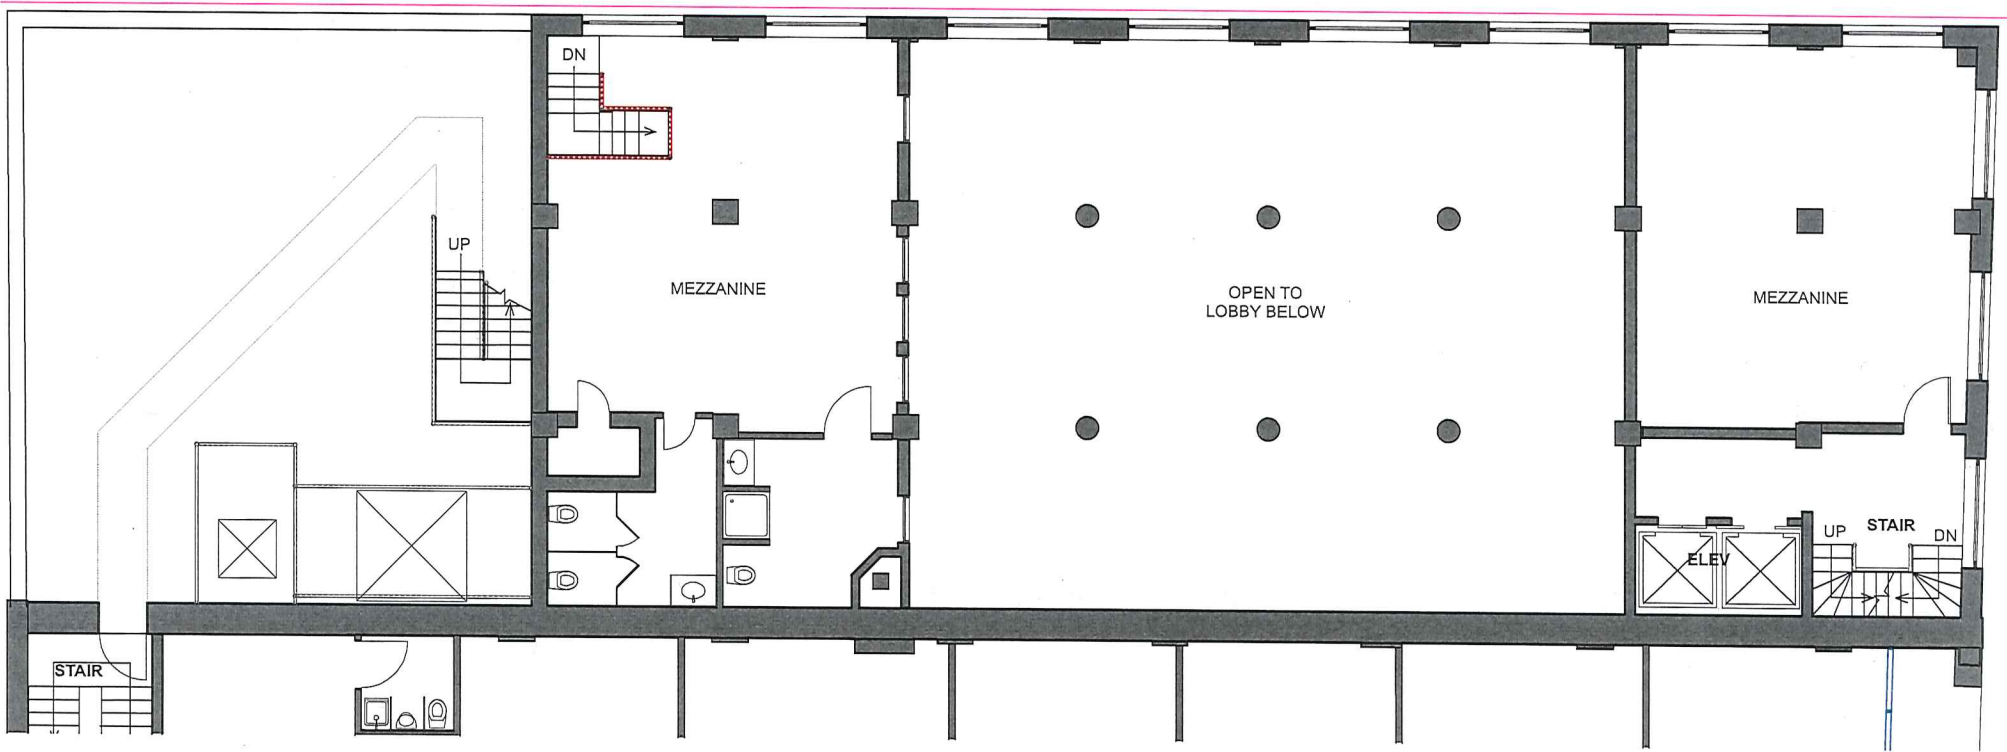 DN
UP
MEZZANINE
OPEN TO
LOBBY BELOW
MEZZANINE
UP
STAIR
DN
ELEV
STAIR